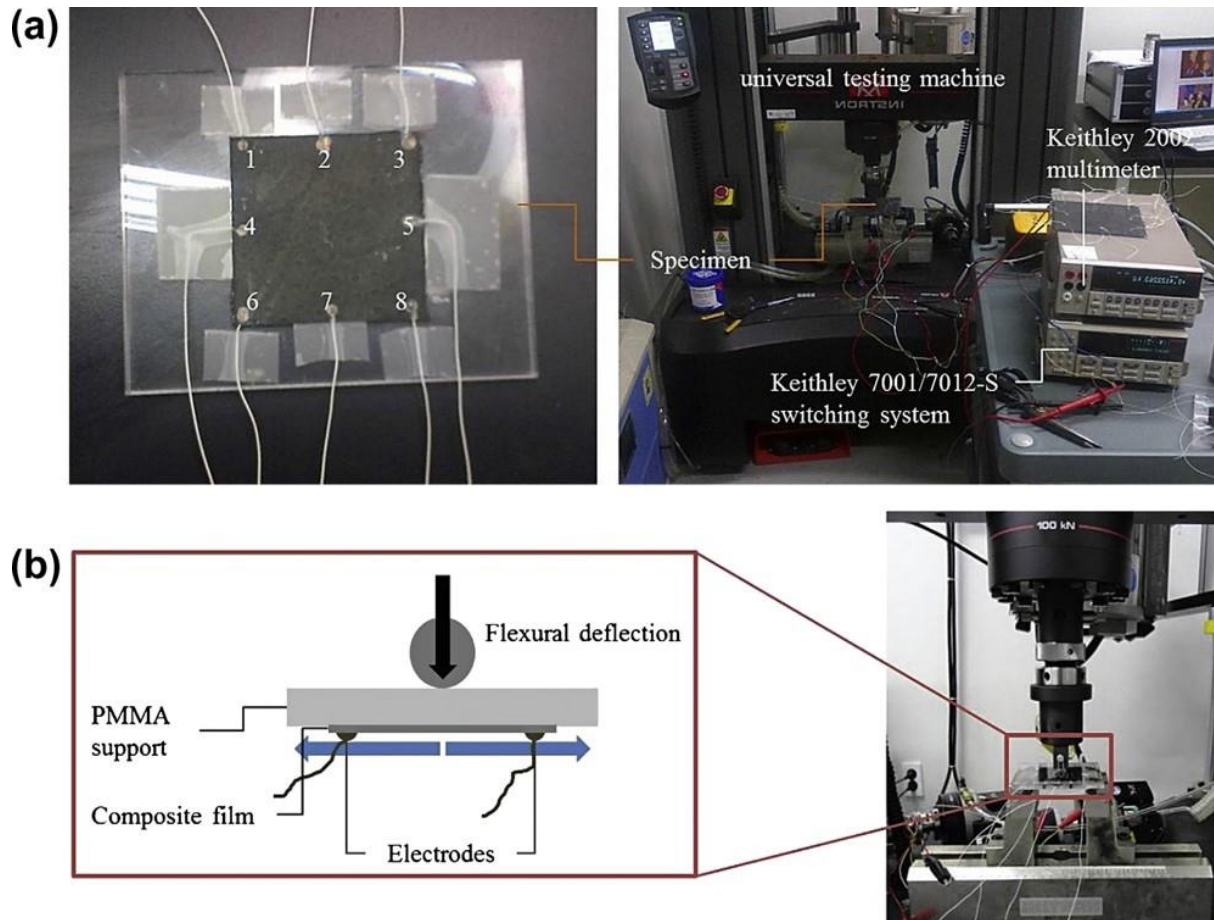 (a)
1
2
3
4
5
6
7
8
universal testing machine
INSTRON
Keithley 2002
multimeter
Specimen
Keithley 7001/7012-S
switching system
(b)
Flexural deflection
PMMA
support
Composite film
Electrodes
100 kN